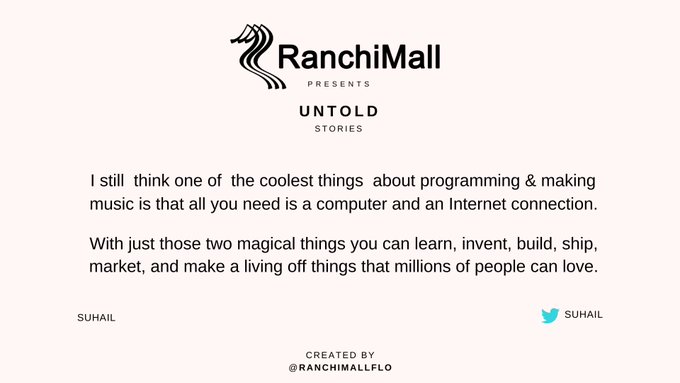 RanchiMall
PRESENTS
UNTOLD
STORIES
I still think one of the coolest things about programming & making
music is that all you need is a computer and an Internet connection.
With just those two magical things you can learn, invent, build, ship,
market, and make a living off things that millions of people can love.
SUHAIL
SUHAIL
CREATED BY
@RANCHIMALLFLO